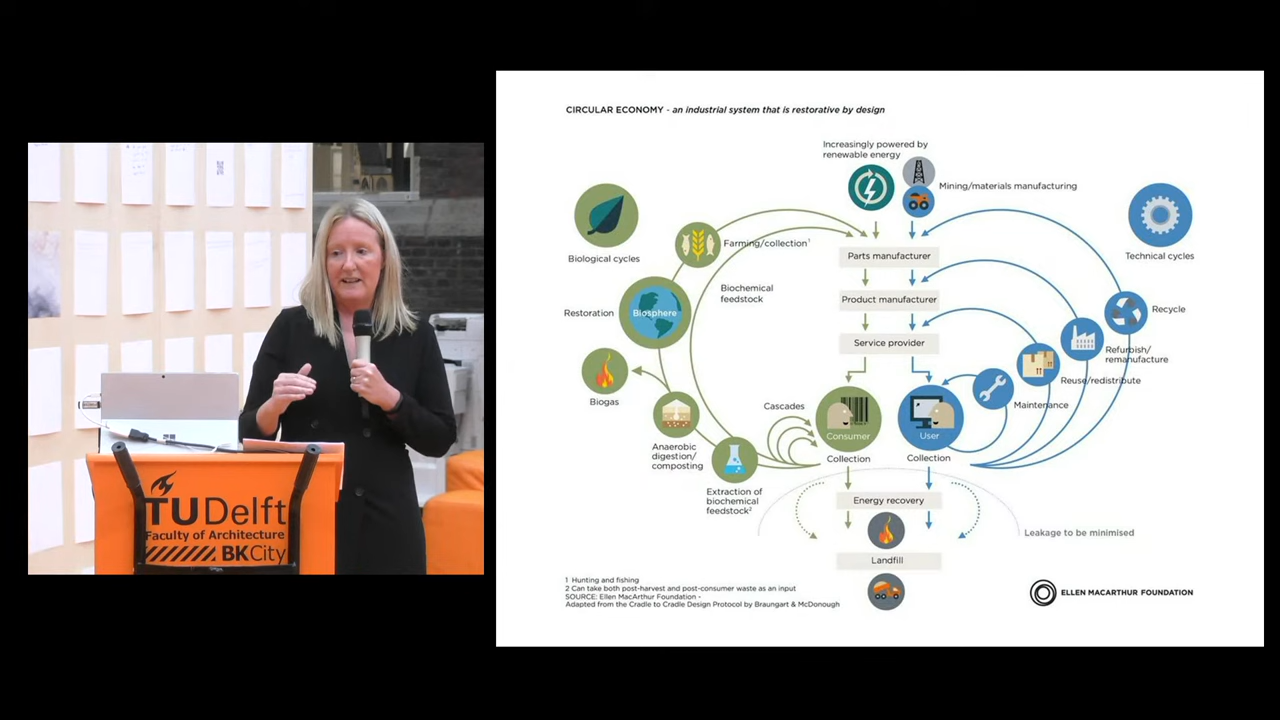 TUDelft
Faculty of Architecture
BKCity
CIRCULAR ECONOMY - an industrial system that is restorative by design
Increasingly powered by
renewable energy
Mining/materials manufacturing
Biological cycles
Farming/collection¹
Parts manufacturer
Technical cycles
Biochemical
feedstock
Product manufacturer
Restoration
Biosphere
Recycle
Service provider
Refurbish/
remanufacture
Reuse/redistribute
Biogas
Cascades
Maintenance
Consumer
User
Anaerobic
digestion/
composting
Collection
Collection
Extraction of
biochemical
feedstock²
Energy recovery
Leakage to be minimised
Landfill
1 Hunting and fishing
2 Can take both post-harvest and post-consumer waste as an input
SOURCE: Ellen MacArthur Foundation -
Adapted from the Cradle to Cradle Design Protocol by Braungart & McDonough
ELLEN MACARTHUR FOUNDATION